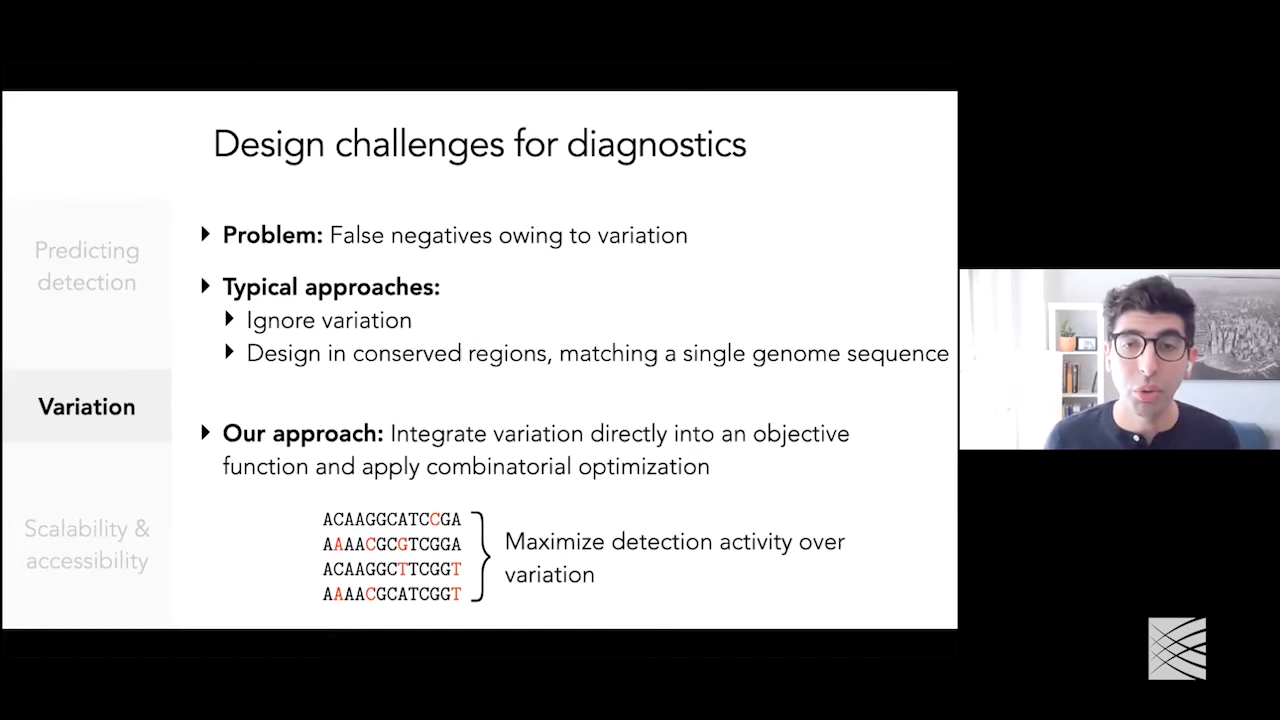 Design challenges for diagnostics
Predicting
detection
Variation
Scalability &
accessibility
Problem: False negatives owing to variation
Typical approaches:
Ignore variation
Design in conserved regions, matching a single genome sequence
Our approach: Integrate variation directly into an objective
function and apply combinatorial optimization
ACAAGGCATCCGA
AAAACGCGTCGGA
ACAAGGCTTCGGT
AAAACGCATCGGT
Maximize detection activity over
variation